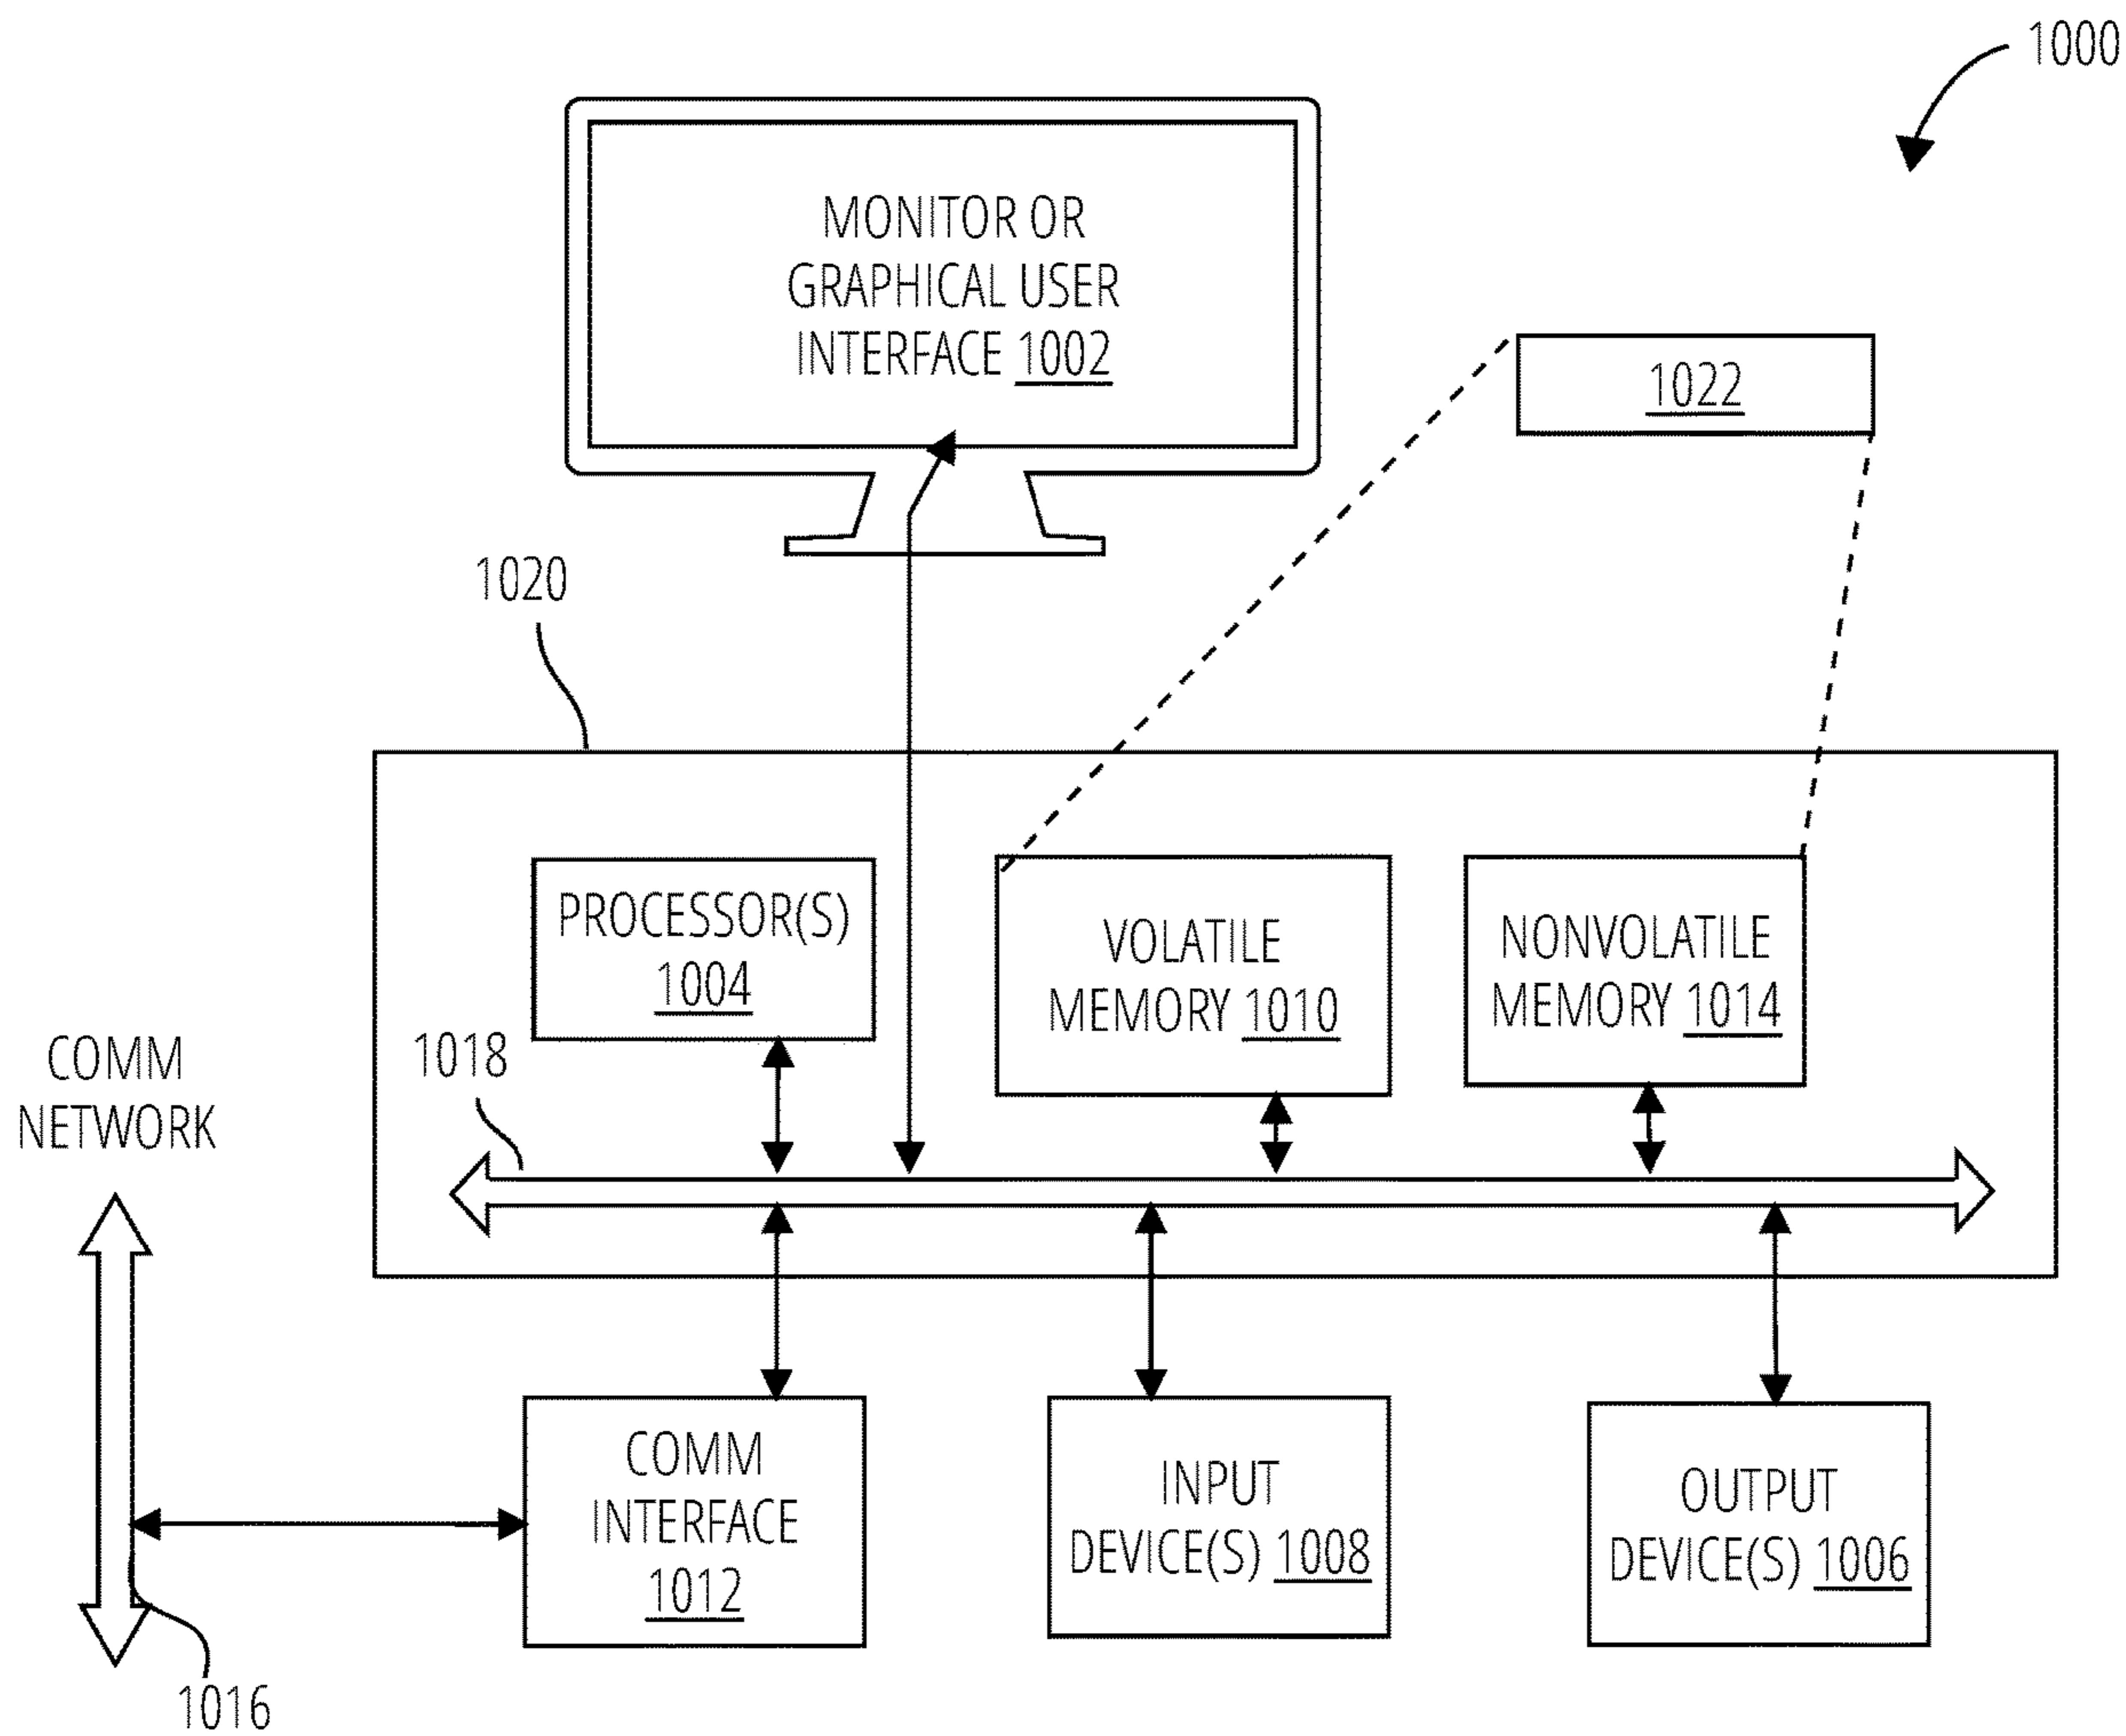 1000
MONITOR OR
GRAPHICAL USER
INTERFACE 1002
1022
1020
PROCESSOR(S)
1004
VOLATILE
MEMORY 1010
NONVOLATILE
MEMORY 1014
1018
COMM
NETWORK
COMM
INTERFACE
1012
INPUT
DEVICE(S) 1008
OUTPUT
DEVICE(S) 1006
1016